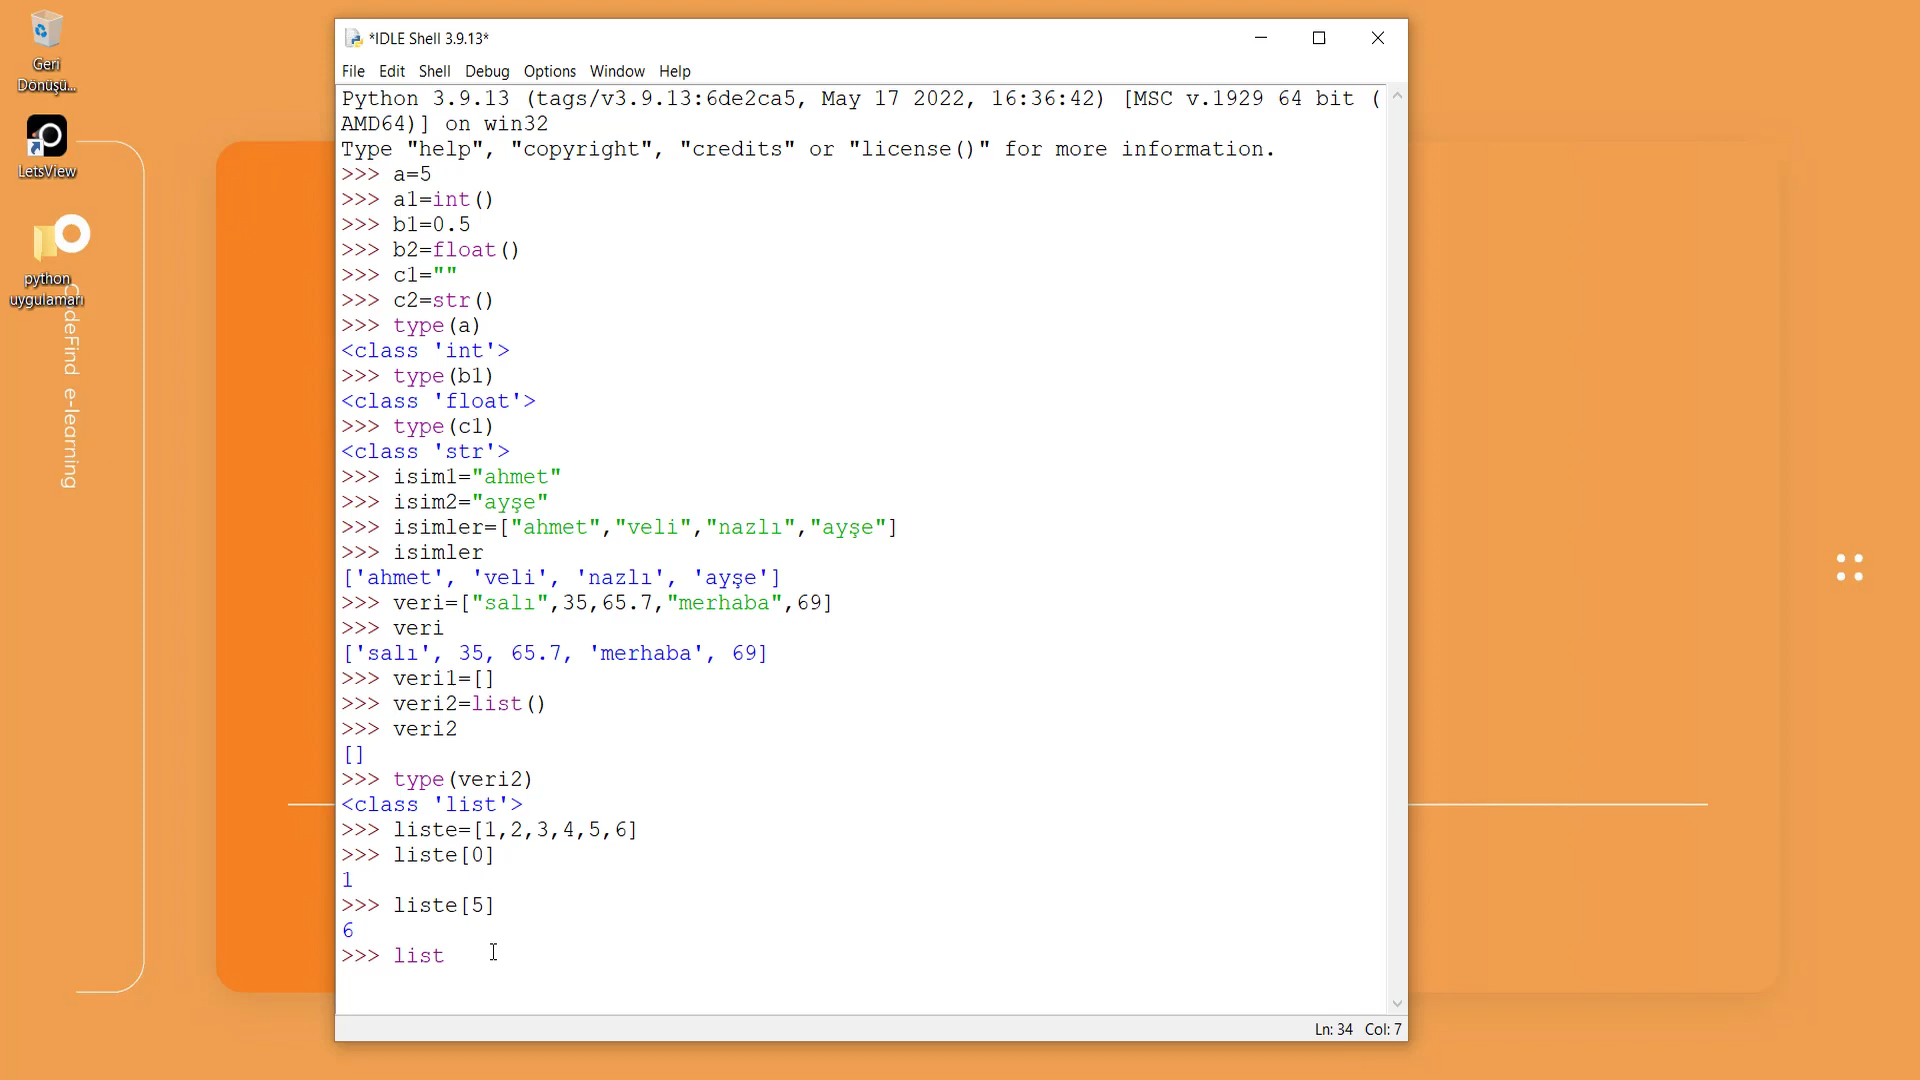 Geri
Dönüşü...
LetsView
python
uygulamarı
deFind e-learning
*IDLE Shell 3.9.13*
File Edit Shell Debug Options Window Help
Python 3.9.13 (tags/v3.9.13:6de2ca5, May 17 2022, 16:36:42) [MSC v.1929 64 bit (
AMD64)] on win32
Type "help", "copyright", "credits" or "license()" for more information.
>>> a=5
>>> a1=int()
>>> b1=0.5
>>> b2=float()
>>> c1=""
>>> c2=str()
>>> type(a)
<class 'int'>
>>> type(b1)
<class 'float'>
>>> type(c1)
<class 'str'>
>>> isim1="ahmet"
>>> isim2="ayşe"
>>> isimler=["ahmet","veli","nazlı","ayşe"]
>>> isimler
['ahmet', 'veli', 'nazlı', 'ayşe']
>>> veri=["salı",35,65.7,"merhaba",69]
>>> veri
['salı', 35, 65.7, 'merhaba', 69]
>>> veri1=[]
>>> veri2=list()
>>> veri2
[]
>>> type(veri2)
<class 'list'>
>>> liste=[1,2,3,4,5,6]
>>> liste[0]
1
>>> liste[5]
6
>>> list
Ln: 34 Col: 7